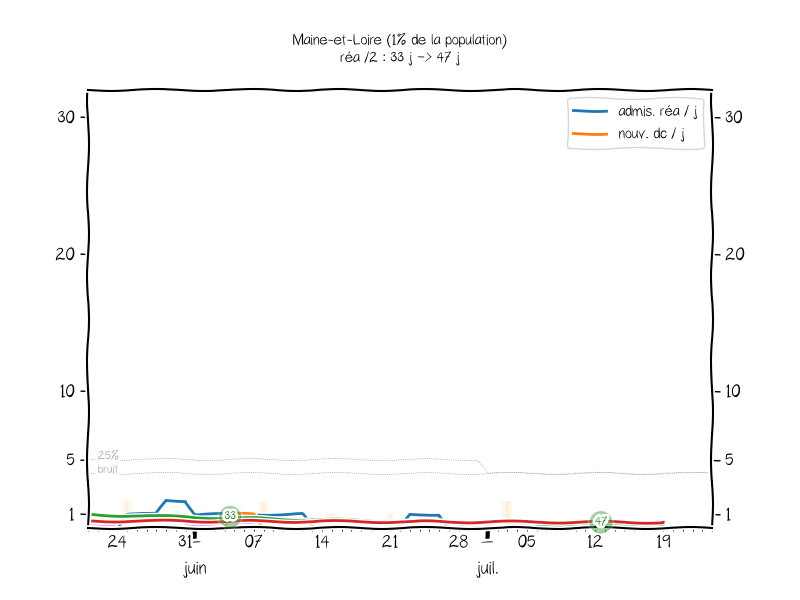 Maine-et-Loire (1% de la population)
réa /2 : 33 j -> 47 j
admis. réa / j
nouv. dc / j
30
30
20
20
10
10
5
5
1
1
25%
bruit
33
47
24 31 07 14 21 28 05 12 19
juin juil.